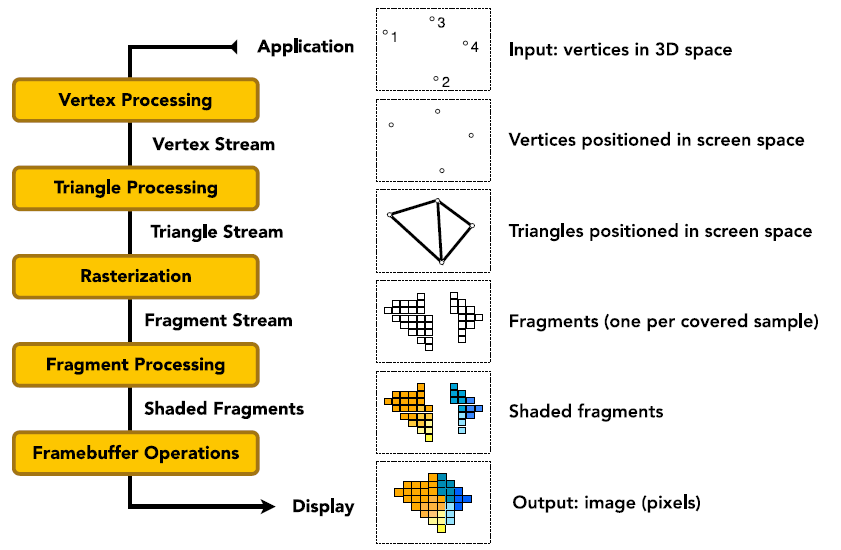 Application
3
1
4
2
Input: vertices in 3D space
Vertex Processing
Vertex Stream
Vertices positioned in screen space
Triangle Processing
Triangle Stream
Triangles positioned in screen space
Rasterization
Fragment Stream
Fragments (one per covered sample)
Fragment Processing
Shaded Fragments
Shaded fragments
Framebuffer Operations
Display
Output: image (pixels)